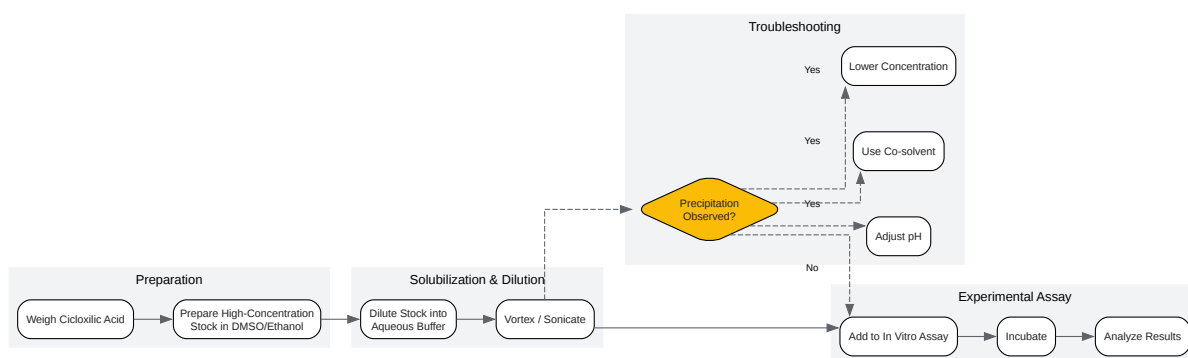 Troubleshooting
Yes
Lower Concentration
Yes
Use Co-solvent
Precipitation
Observed?
Yes
Adjust pH
No
Preparation
Weigh Cicloxilic Acid
Prepare High-Concentration
Stock in DMSO/Ethanol
Solubilization & Dilution
Dilute Stock into
Aqueous Buffer
Vortex / Sonicate
Experimental Assay
Add to In Vitro Assay
Incubate
Analyze Results